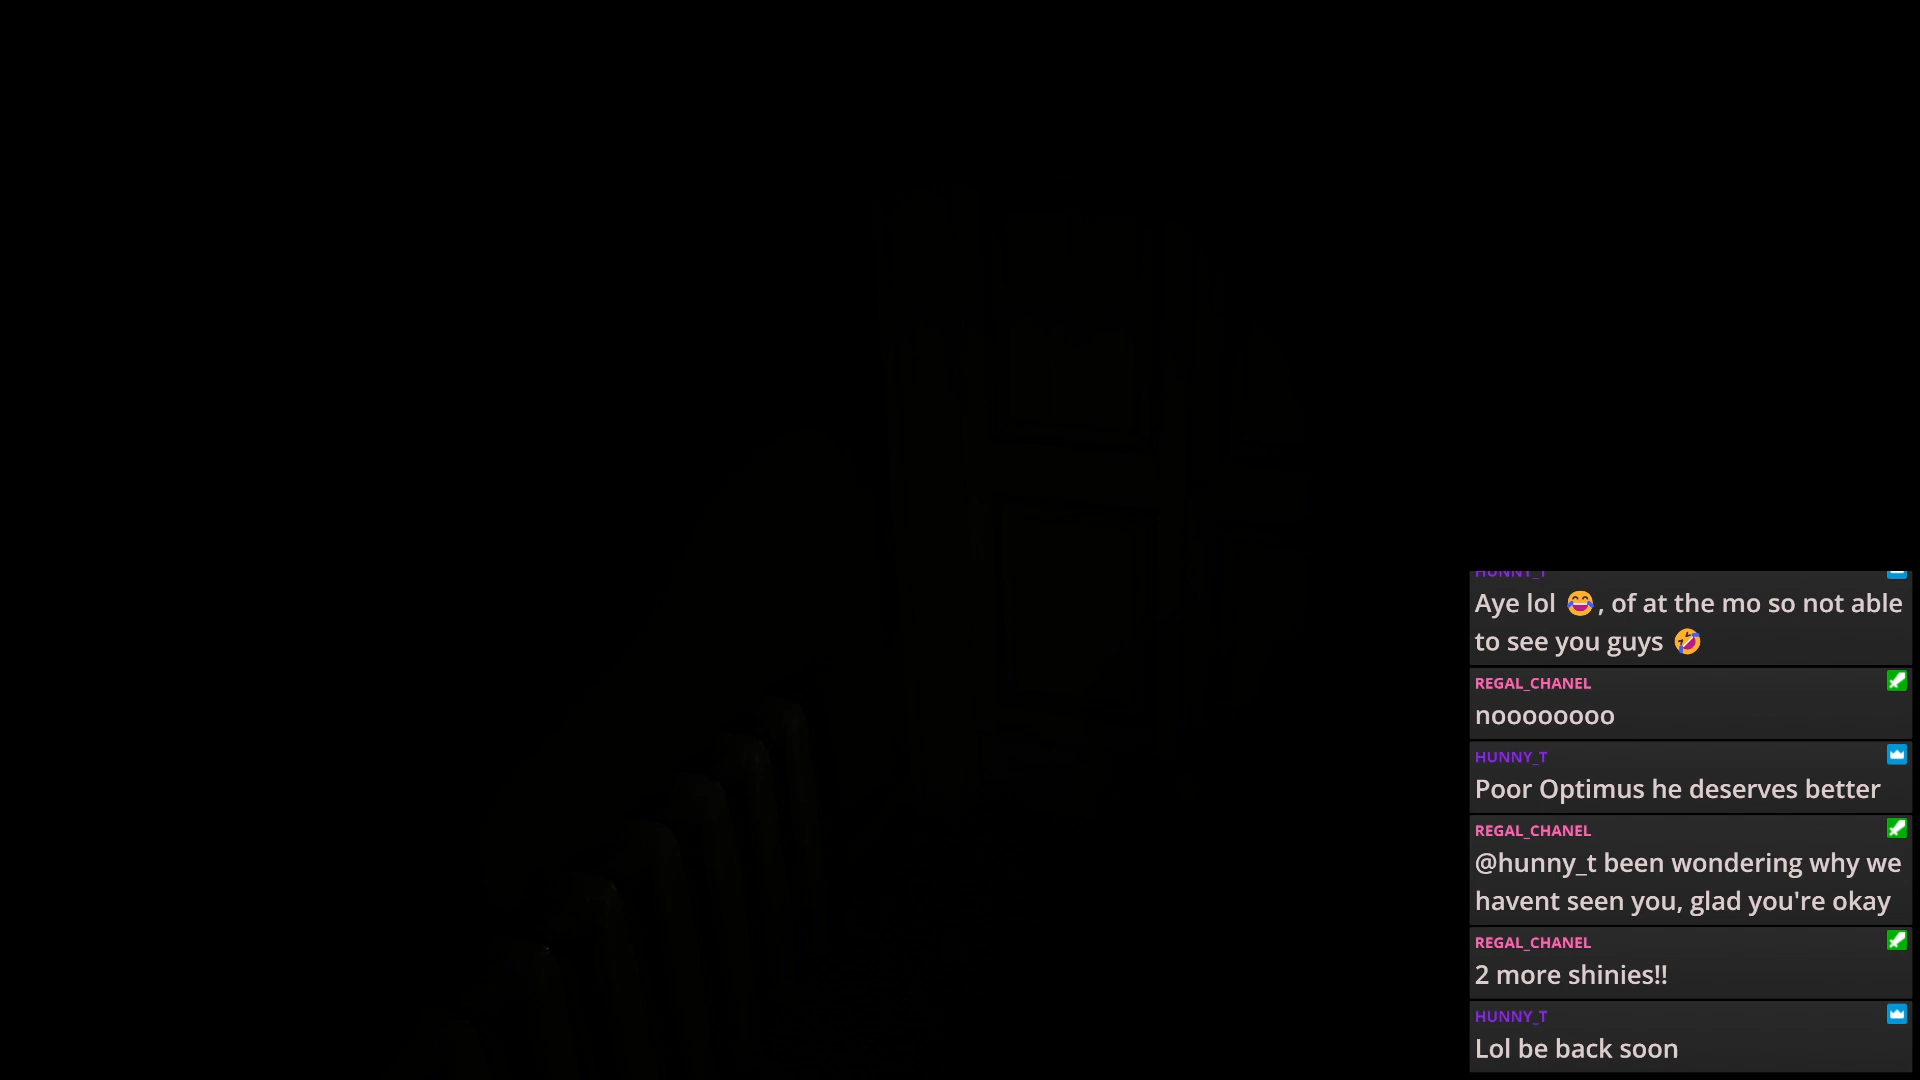 HUNNY_T
Aye lol 😂, of at the mo so not able
to see you guys 🤣
REGAL_CHANEL
noooooooo
HUNNY_T
Poor Optimus he deserves better
REGAL_CHANEL
@hunny_t been wondering why we
havent seen you, glad you're okay
REGAL_CHANEL
2 more shinies!!
HUNNY_T
Lol be back soon